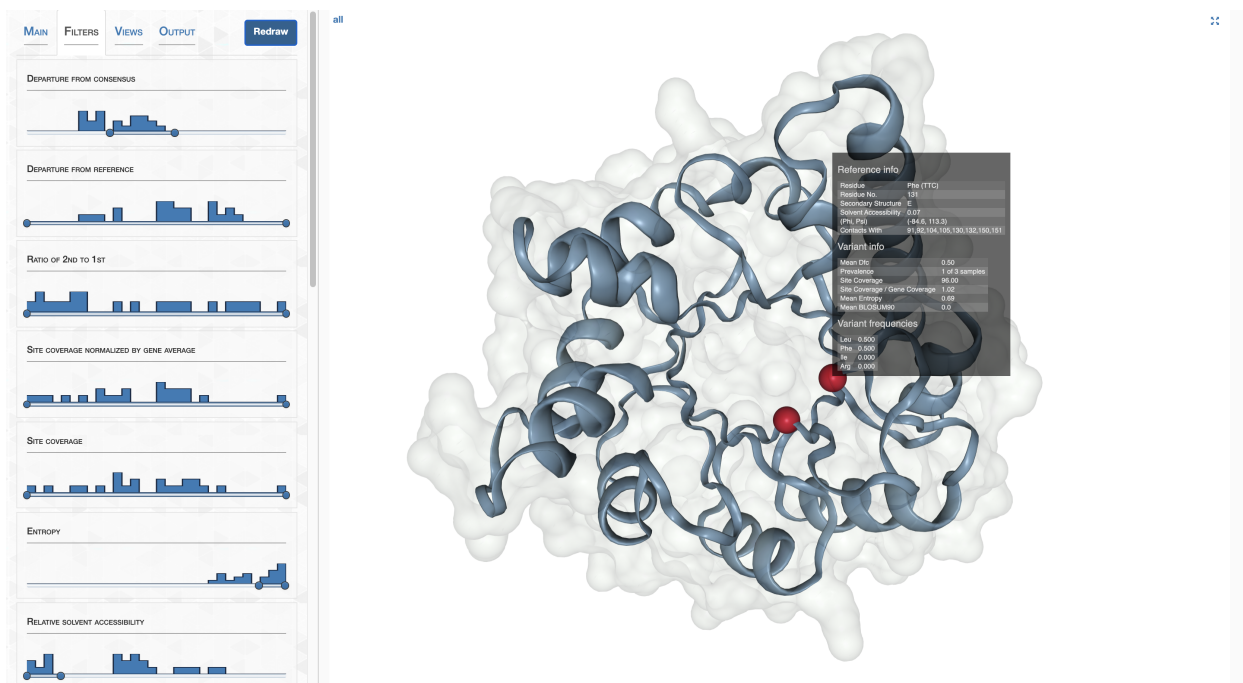 MAIN FILTERS VIEWS OUTPUT Redraw
DEPARTURE FROM CONSENSUS
DEPARTURE FROM REFERENCE
RATIO OF 2ND TO 1ST
SITE COVERAGE NORMALIZED BY GENE AVERAGE
SITE COVERAGE
ENTROPY
RELATIVE SOLVENT ACCESSIBILITY
all
Reference info
Residue Phe (TTC)
Residue No. 131
Secondary Structure E
Solvent Accessibility 0.07
(Phi, Psi) (-84.6, 113.3)
Contacts With 91,92,104,105,130,132,150,151
Variant info
Mean Dfc 0.50
Prevalence 1 of 3 samples
Site Coverage 96.00
Site Coverage / Gene Coverage 1.02
Mean Entropy 0.69
Mean BLOSUM90 0.0
Variant frequencies
Leu 0.500
Phe 0.500
Ile 0.000
Arg 0.000